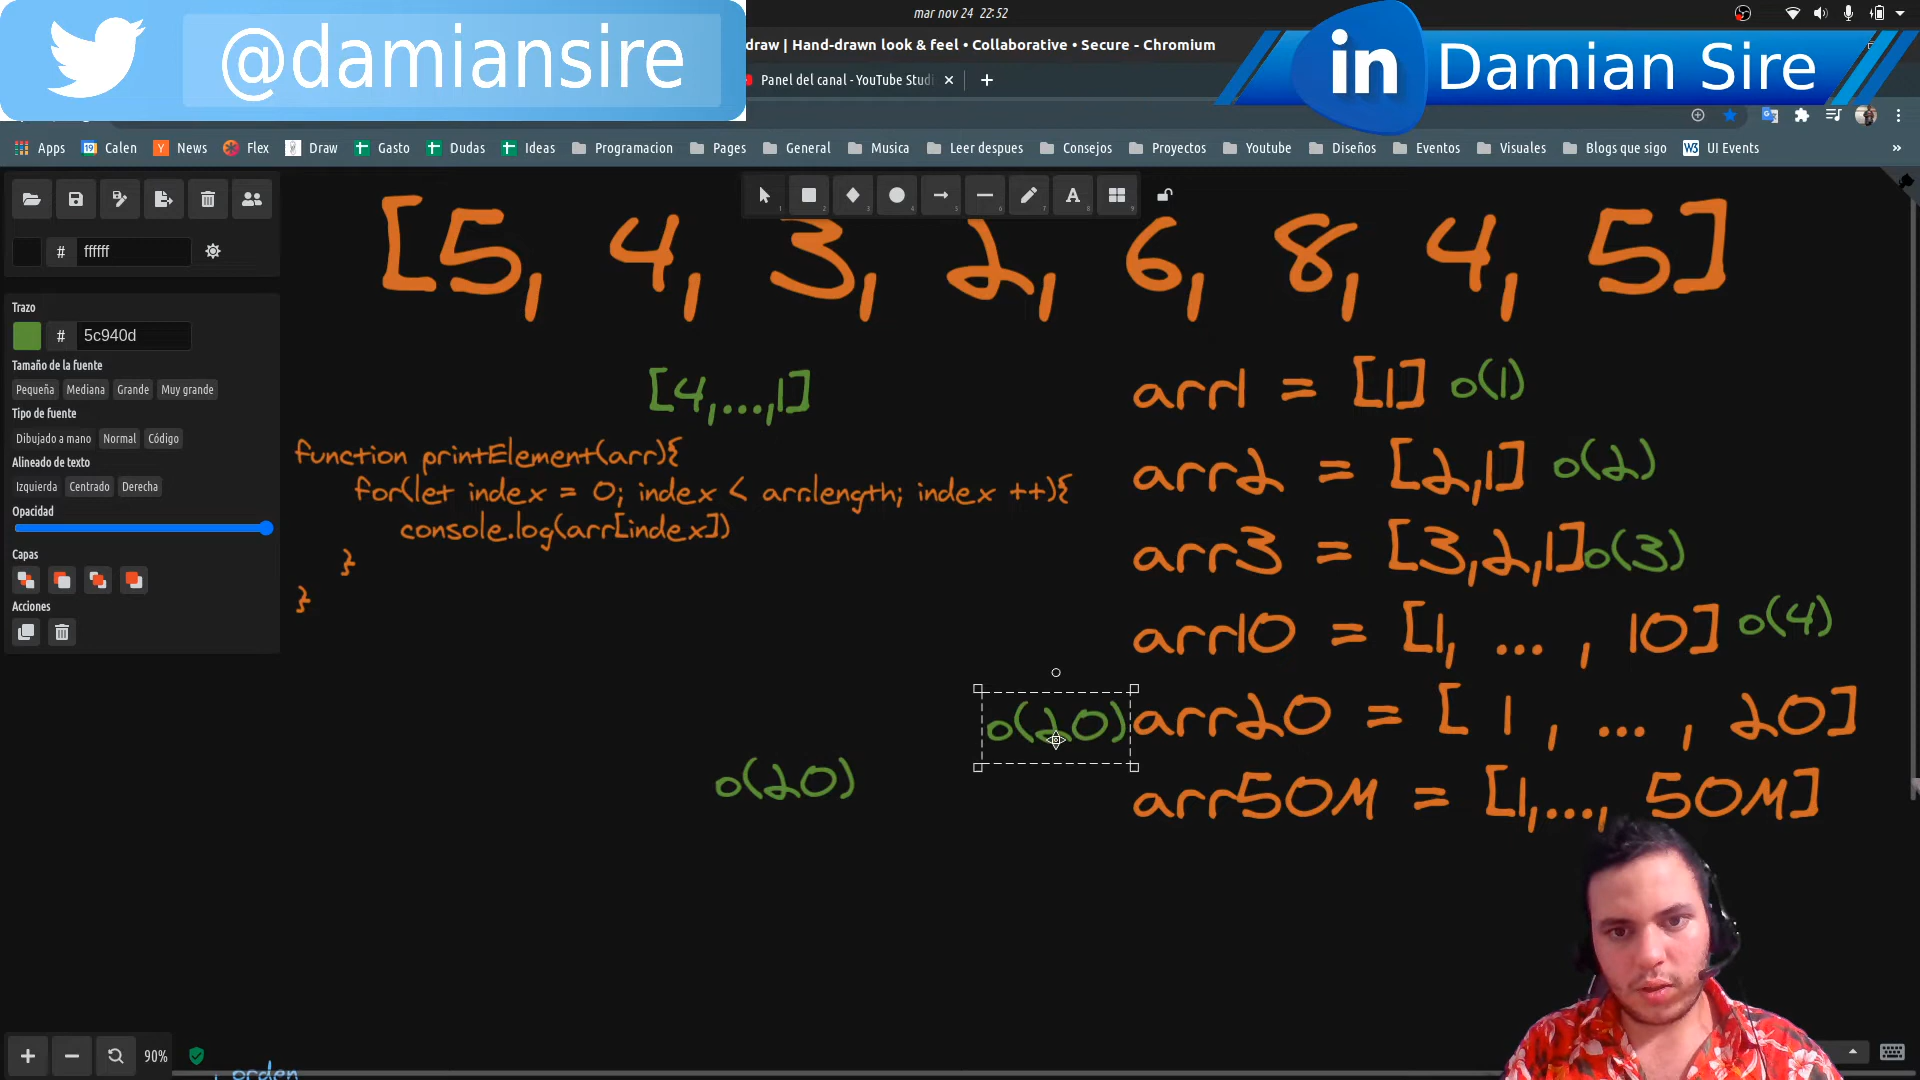 @damiansire
mar nov 24 22:52
draw | Hand-drawn look & feel • Collaborative • Secure - Chromium
in Damian Sire
Panel del canal - YouTube Studi
Apps Calen News Flex Draw Gasto Dudas Ideas Programacion Pages General Musica Leer despues Consejos Proyectos Youtube Diseños Eventos Visuales Blogs que sigo UI Events »
# ffffff
Trazo
# 5c940d
Tamaño de la fuente
Pequeña Mediana Grande Muy grande
Tipo de fuente
Dibujado a mano Normal Código
Alineado de texto
Izquierda Centrado Derecha
Opacidad
Capas
Acciones
[5, 4, 3, 2, 6, 8, 4, 5]
[4,...,1]
function printElement(arr){
for(let index = 0; index < arr.length; index ++){
console.log(arr[index])
}
}
arr1 = [1] o(1)
arr2 = [2,1] o(2)
arr3 = [3,2,1] o(3)
arr10 = [1, ... , 10] o(4)
o(20) arr20 = [ 1 , ... , 20]
o(20)
arr50M = [1,..., 50M]
90%
orden